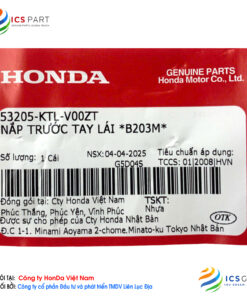 ICS PART
HONDA
GENUINE PARTS
Honda Motor Co., Ltd.
53205-KTL-V00ZT
NẮP TRƯỚC TAY LÁI *B203M*
Số lượng: 1 Cái
NSX: 04-04-2025
Tiêu chuẩn áp dụng:
G5D04S
TCCS: 01|2008|HVN
Đóng gói tại: Cty Honda Việt Nam
TSKT:
Phúc Thắng, Phúc Yên, Vĩnh Phúc
Nhựa
Được sự cho phép của Cty Honda Nhật Bản
OTK
Đ.C 1-1. Minami Aoyama 2-chome.Minato-ku Tokyo Nhật Bản
ICS
TẠI: Công ty HonDa Việt Nam
TẠI: Công ty cổ phần Đầu tư và phát triển TMDV Liên Lục Địa